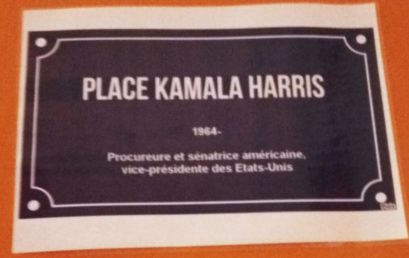 PLACE KAMALA HARRIS
1964-
Procureure et sénatrice américaine,
vice-présidente des Etats-Unis